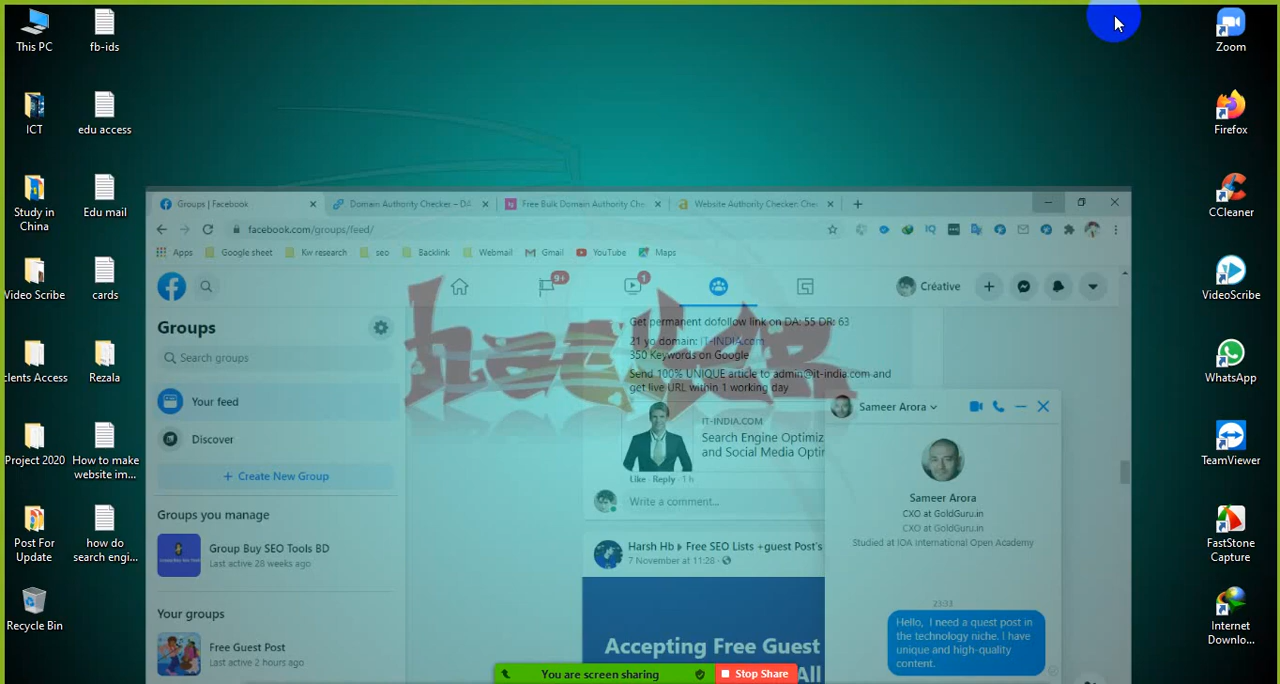 This PC
fb-ids
Zoom
ICT
edu access
Firefox
Study in
China
Edu mail
CCleaner
Video Scribe
cards
VideoScribe
clents Access
Rezala
WhatsApp
Project 2020
How to make
website im...
TeamViewer
Post For
Update
how do
search engi...
FastStone
Capture
Recycle Bin
Internet
Downlo...
Groups | Facebook
Domain Authority Checker - DA
Free Bulk Domain Authority Che
Website Authority Checker: Che
facebook.com/groups/feed/
Apps
Google sheet
Kw research
seo
Backlink
Webmail
Gmail
YouTube
Maps
9+
1
Créative
hacker
Groups
Search groups
Your feed
Discover
+ Create New Group
Groups you manage
Group Buy SEO Tools BD
Last active 28 weeks ago
Your groups
Free Guest Post
Last active 2 hours ago
Get permanent dofollow link on DA: 55 DR: 63
21 yo domain: IT-INDIA.com
350 Keywords on Google
Send 100% UNIQUE article to admin@it-india.com and
get live URL within 1 working day
IT-INDIA.COM
Search Engine Optimiz
and Social Media Optin
Like · Reply · 1 h
Write a comment...
Harsh Hb ▸ Free SEO Lists +guest Post's
7 November at 11:28 ·
Accepting Free Guest
All
Sameer Arora
Sameer Arora
CXO at GoldGuru.in
CXO at GoldGuru.in
Studied at IOA International Open Academy
23:33
Hello, I need a quest post in
the technology niche. I have
unique and high-quality
content.
You are screen sharing
Stop Share